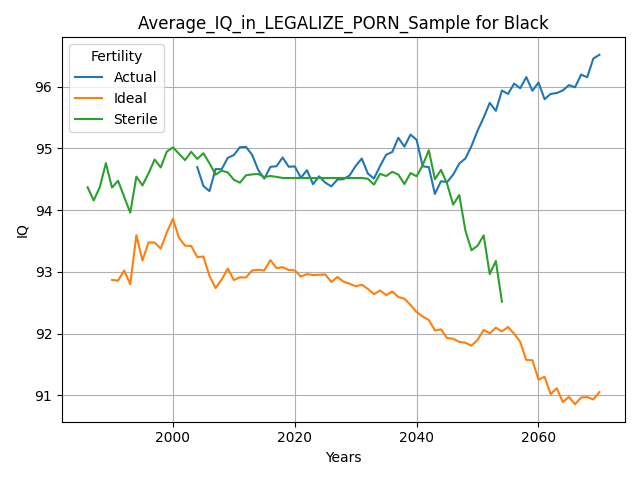 Average_IQ_in_LEGALIZE_PORN_Sample for Black
Fertility
Actual
Ideal
Sterile
IQ
96
95
94
93
92
91
2000
2020
2040
2060
Years